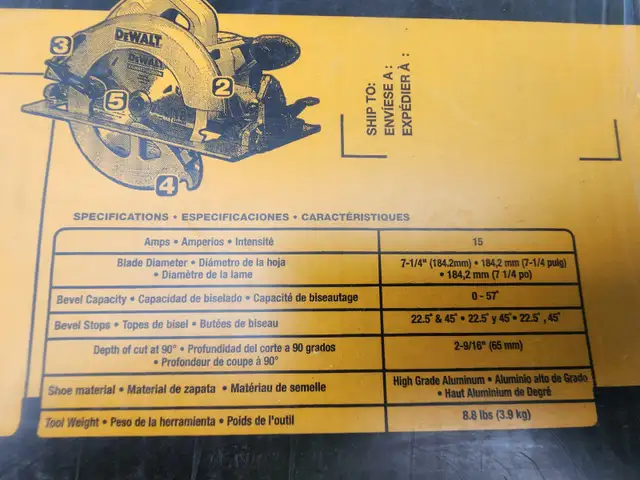 DEWALT
DEWALT
3
2
5
4
SHIP TO:
ENVÍESE A :
EXPÉDIER À :
SPECIFICATIONS • ESPECIFICACIONES • CARACTÉRISTIQUES
Amps • Amperios • Intensité
15
Blade Diameter • Diámetro de la hoja
• Diamètre de la lame
7-1/4" (184.2mm) • 184,2 mm (7-1/4 pulg)
• 184,2 mm (7 1/4 po)
Bevel Capacity • Capacidad de biselado • Capacité de biseautage
0 - 57°
Bevel Stops • Topes de bisel • Butées de biseau
22.5° & 45° • 22.5° y 45° • 22.5° , 45°
Depth of cut at 90° • Profundidad del corte a 90 grados
• Profondeur de coupe à 90°
2-9/16" (65 mm)
Shoe material • Material de zapata • Matériau de semelle
High Grade Aluminum • Aluminio alto de Grado
• Haut Aluminium de Degré
Tool Weight • Peso de la herramienta • Poids de l'outil
8.8 lbs (3.9 kg)